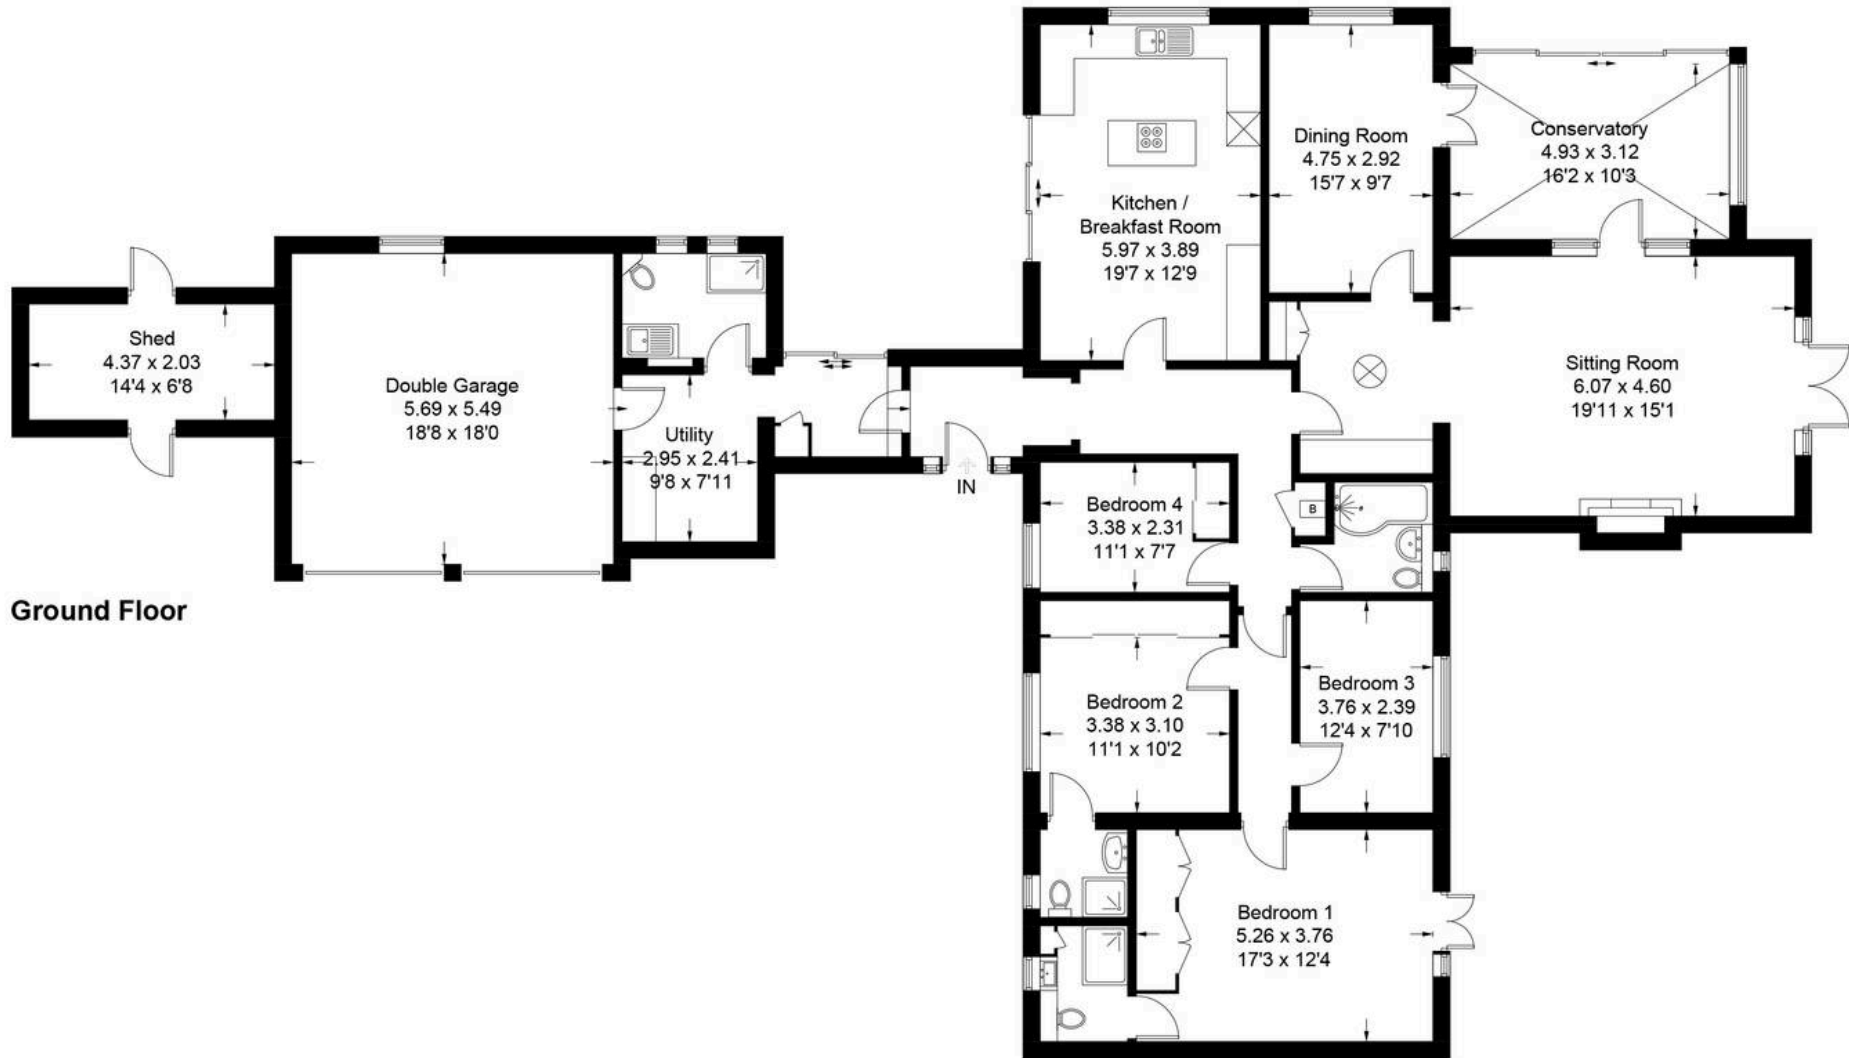 Kitchen /
Breakfast Room
5.97 x 3.89
19'7 x 12'9
Dining Room
4.75 x 2.92
15'7 x 9'7
Conservatory
4.93 x 3.12
16'2 x 10'3
Shed
4.37 x 2.03
14'4 x 6'8
Double Garage
5.69 x 5.49
18'8 x 18'0
Utility
2.95 x 2.41
9'8 x 7'11
IN
Sitting Room
6.07 x 4.60
19'11 x 15'1
Bedroom 4
3.38 x 2.31
11'1 x 7'7
B
Ground Floor
Bedroom 2
3.38 x 3.10
11'1 x 10'2
Bedroom 3
3.76 x 2.39
12'4 x 7'10
Bedroom 1
5.26 x 3.76
17'3 x 12'4